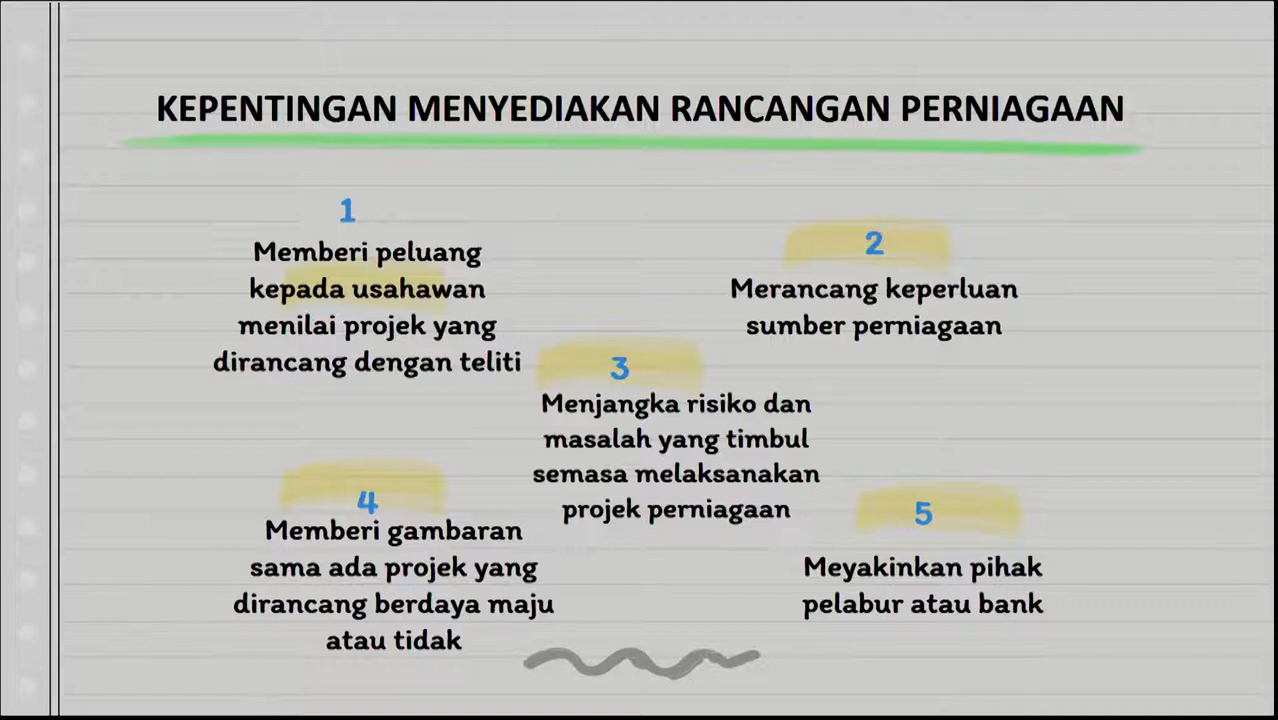 KEPENTINGAN MENYEDIAKAN RANCANGAN PERNIAGAAN
1
Memberi peluang
kepada usahawan
menilai projek yang
dirancang dengan teliti
2
Merancang keperluan
sumber perniagaan
3
Menjangka risiko dan
masalah yang timbul
semasa melaksanakan
projek perniagaan
4
Memberi gambaran
sama ada projek yang
dirancang berdaya maju
atau tidak
5
Meyakinkan pihak
pelabur atau bank